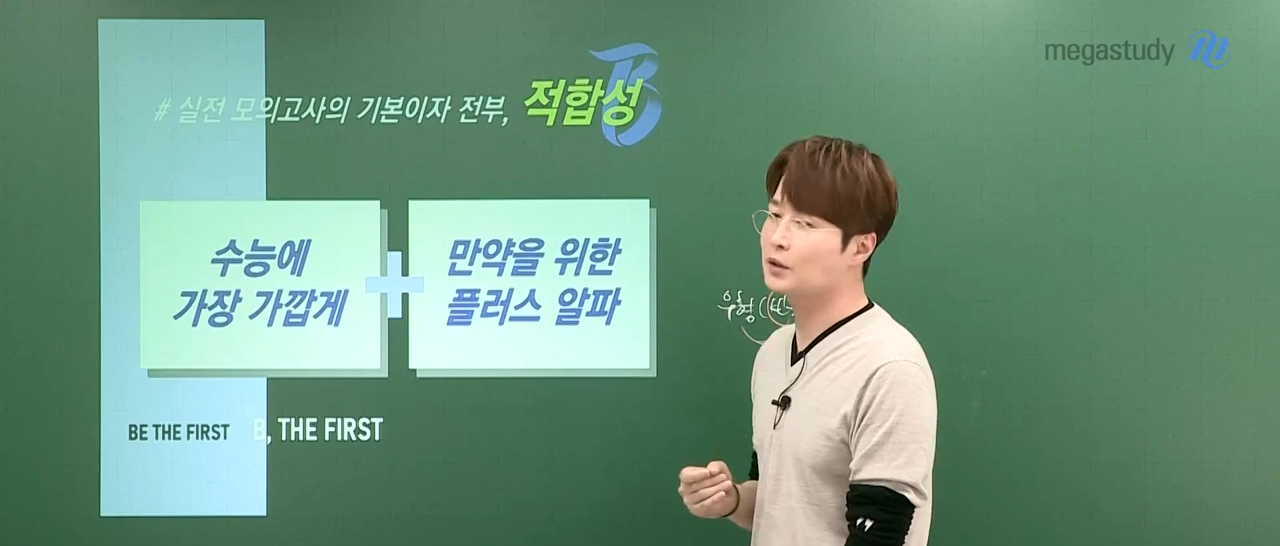 megastudy
# 실전 모의고사의 기본이자 전부, 적합성
B
수능에
가장 가깝게
+
만약을 위한
플러스 알파
유형
BE THE FIRST
B, THE FIRST